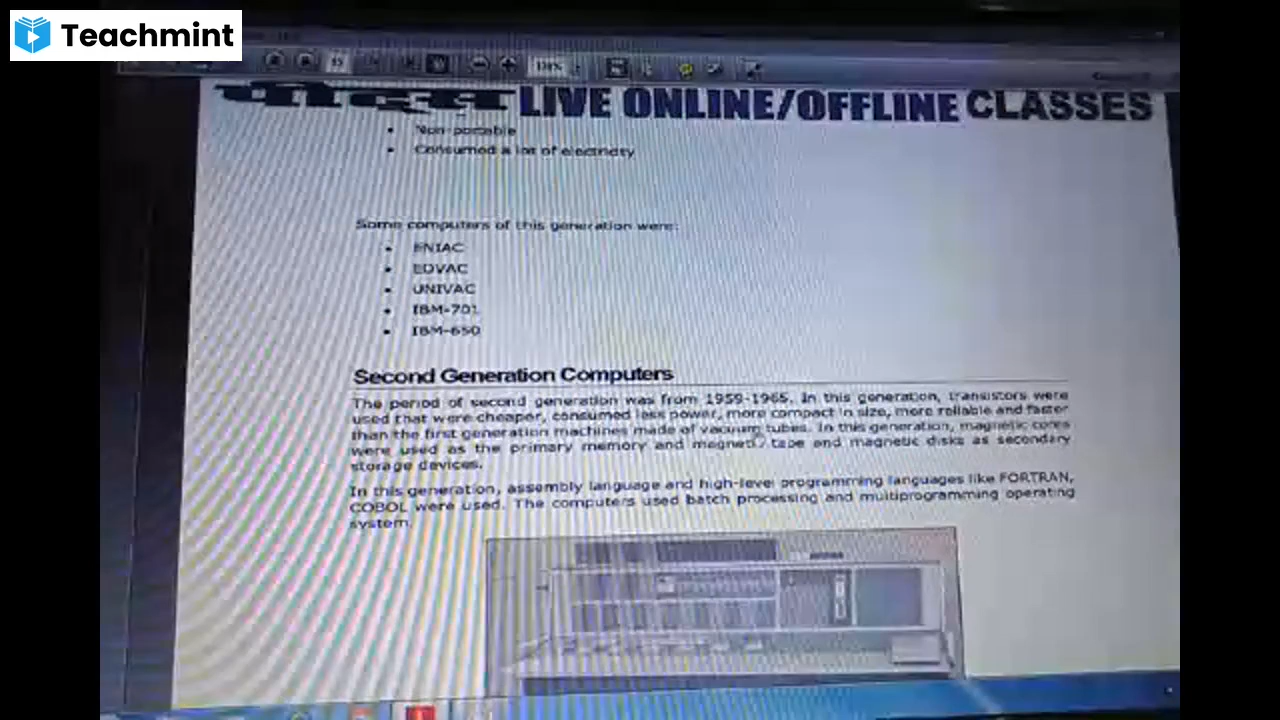 Teachmint
LIVE ONLINE/OFFLINE CLASSES
• Non-portable
• Consumed a lot of electricity
Some computers of this generation were:
• ENIAC
• EDVAC
• UNIVAC
• IBM-701
• IBM-650
Second Generation Computers
The period of second generation was from 1959-1965. In this generation, transistors were
used that were cheaper, consumed less power, more compact in size, more reliable and faster
than the first generation machines made of vacuum tubes. In this generation, magnetic cores
were used as the primary memory and magnetic tape and magnetic disks as secondary
storage devices.
In this generation, assembly language and high-level programming languages like FORTRAN,
COBOL were used. The computers used batch processing and multiprogramming operating
system.